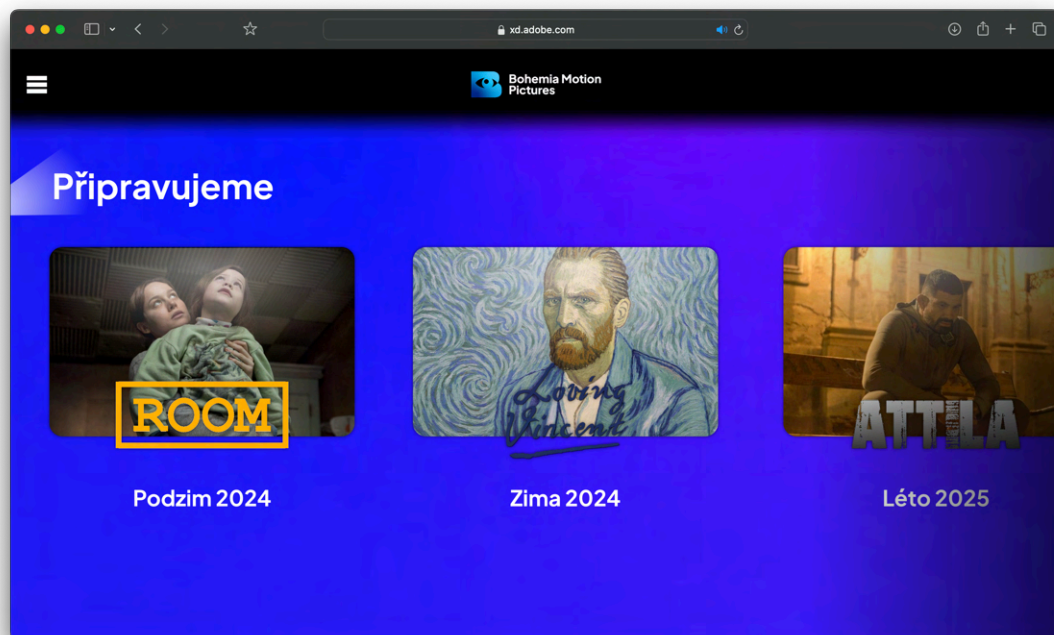 xd.adobe.com
Bohemia Motion
Pictures
Připravujeme
ROOM
Loving
Vincent
ATTILA
Podzim 2024
Zima 2024
Léto 2025